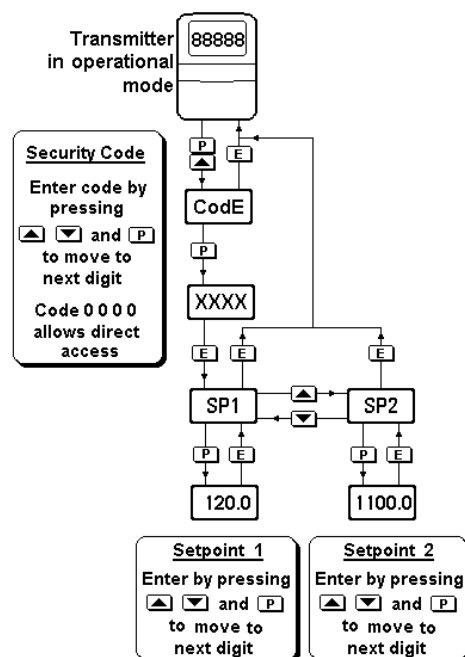 Transmitter
in operational
mode
88888
P
▲
E
Security Code
Enter code by
pressing
▲ ▼ and P
to move to
next digit
Code 0 0 0 0
allows direct
access
CodE
P
XXXX
E
E
E
SP1
▲
▼
SP2
P
E
P
E
120.0
1100.0
Setpoint 1
Enter by pressing
▲ ▼ and P
to move to
next digit
Setpoint 2
Enter by pressing
▲ ▼ and P
to move to
next digit